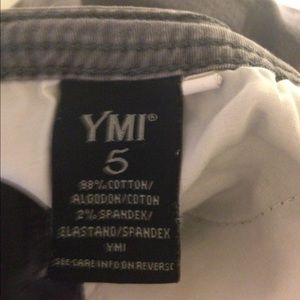 YMI®
5
98% COTTON/
ALGODON/COTON
2% SPANDEX/
ELASTANO/SPANDEX
YMI
SEE CARE INFO ON REVERSE